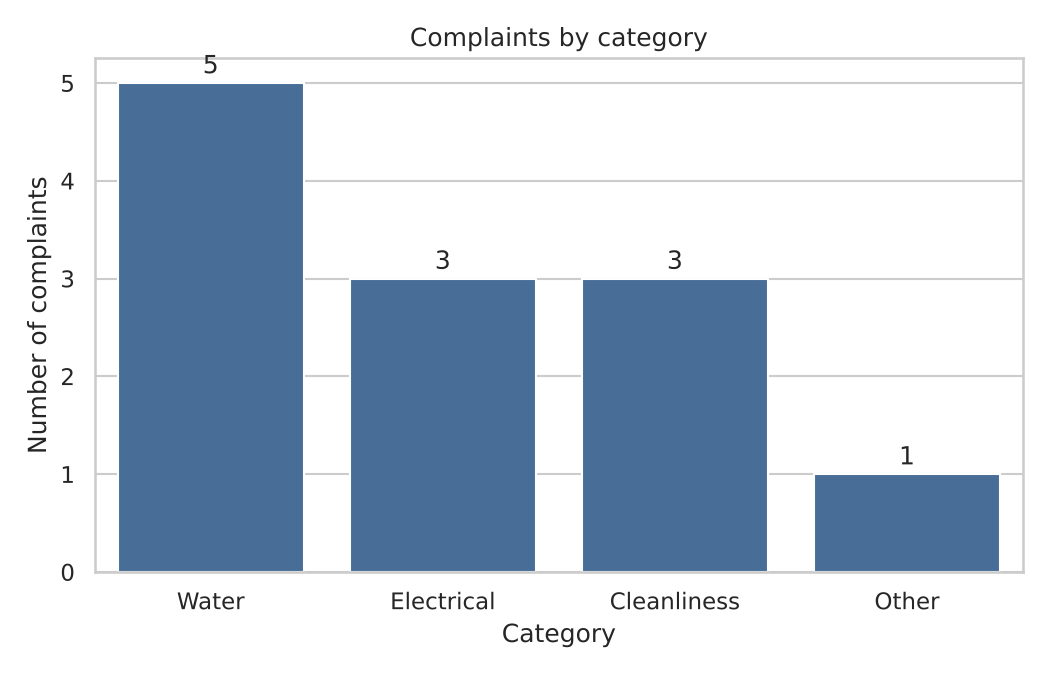 Complaints by category
Number of complaints
5
4
3
2
1
0
5
3
3
1
Water
Electrical
Cleanliness
Other
Category